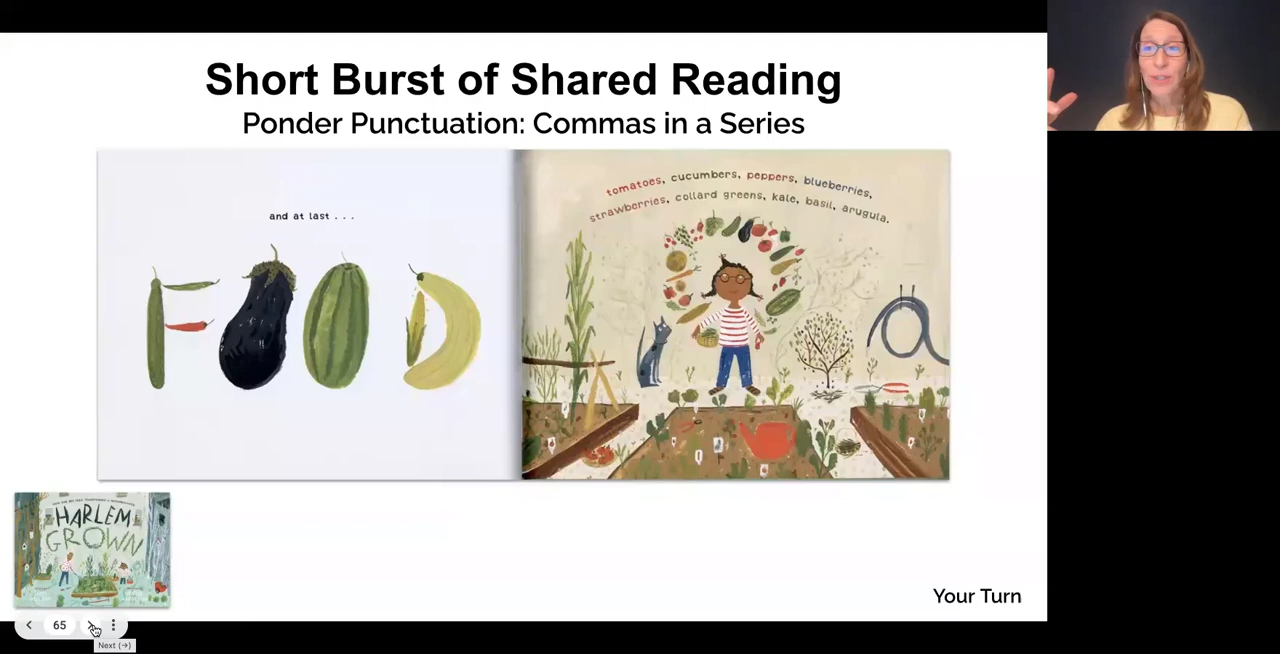 Short Burst of Shared Reading
Ponder Punctuation: Commas in a Series
and at last . . .
FOOD
tomatoes, cucumbers, peppers, blueberries,
strawberries, collard greens, kale, basil, arugula.
a
HARLEM
GROWN
Your Turn
65
Next (→)